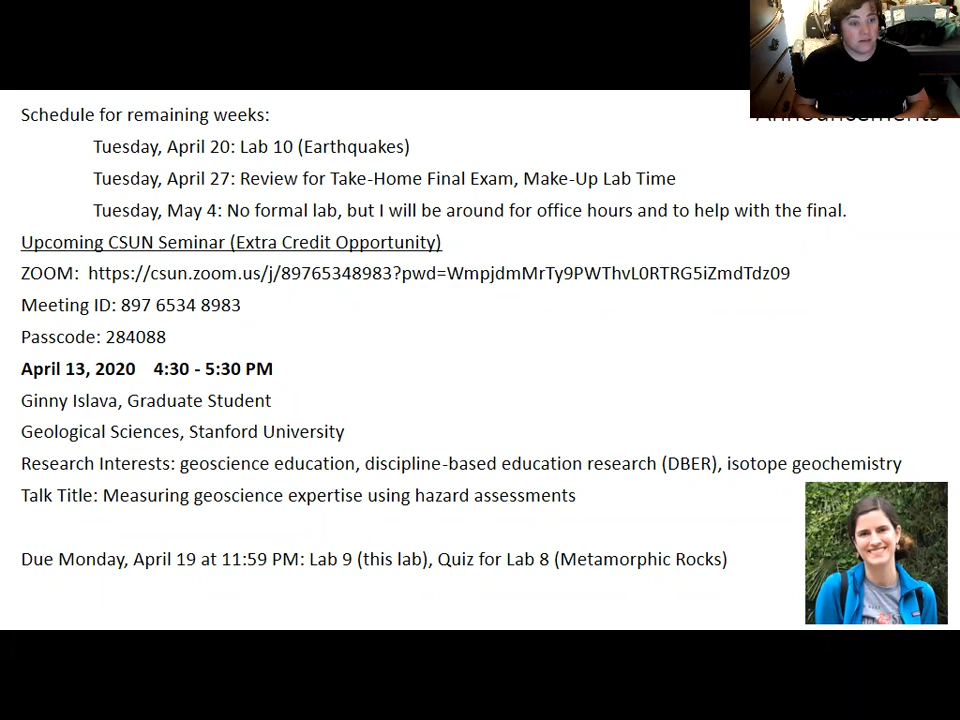 Announcements
Schedule for remaining weeks:
Tuesday, April 20: Lab 10 (Earthquakes)
Tuesday, April 27: Review for Take-Home Final Exam, Make-Up Lab Time
Tuesday, May 4: No formal lab, but I will be around for office hours and to help with the final.
Upcoming CSUN Seminar (Extra Credit Opportunity)
ZOOM: https://csun.zoom.us/j/89765348983?pwd=WmpjdmMrTy9PWThvL0RTRG5iZmdTdz09
Meeting ID: 897 6534 8983
Passcode: 284088
April 13, 2020 4:30 - 5:30 PM
Ginny Islava, Graduate Student
Geological Sciences, Stanford University
Research Interests: geoscience education, discipline-based education research (DBER), isotope geochemistry
Talk Title: Measuring geoscience expertise using hazard assessments
Due Monday, April 19 at 11:59 PM: Lab 9 (this lab), Quiz for Lab 8 (Metamorphic Rocks)